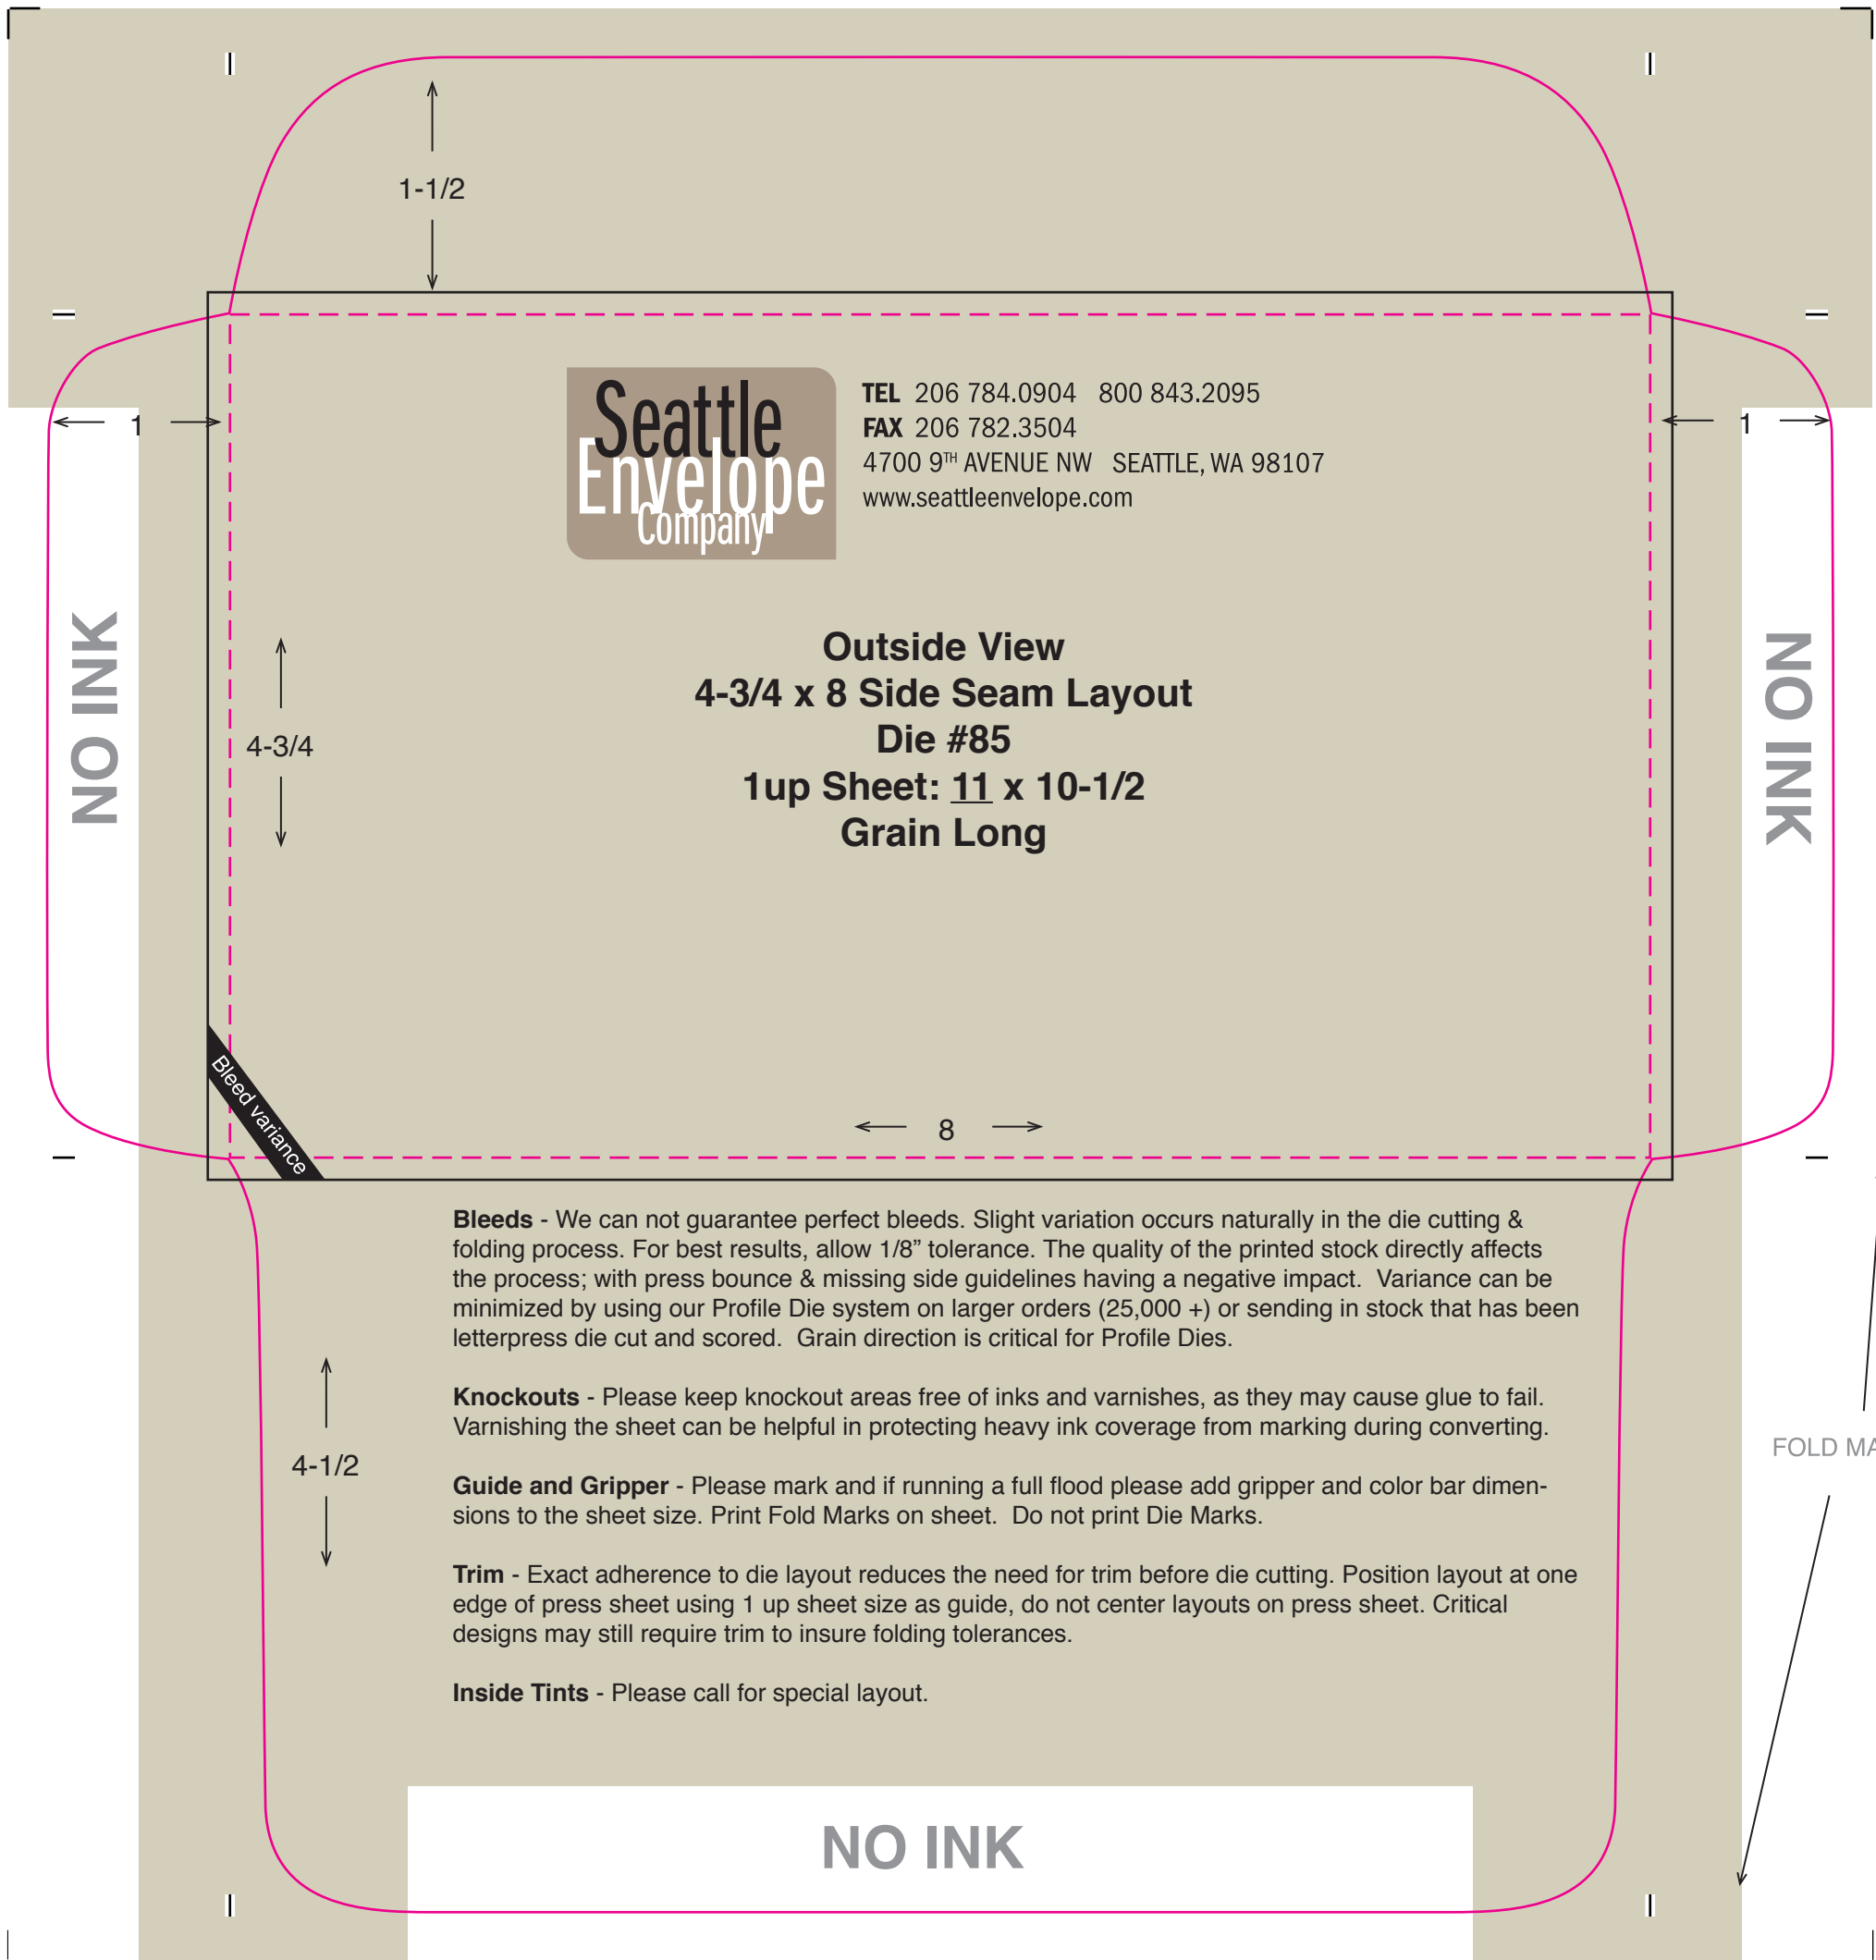 1-1/2
Seattle
Envelope
Company
TEL 206 784.0904 800 843.2095
FAX 206 782.3504
4700 9TH AVENUE NW SEATTLE, WA 98107
www.seattleenvelope.com
1
1
NO INK
NO INK
Outside View
4-3/4 x 8 Side Seam Layout
Die #85
1up Sheet: 11 x 10-1/2
Grain Long
4-3/4
Bleed variance
8
Bleeds - We can not guarantee perfect bleeds. Slight variation occurs naturally in the die cutting &
folding process. For best results, allow 1/8” tolerance. The quality of the printed stock directly affects
the process; with press bounce & missing side guidelines having a negative impact. Variance can be
minimized by using our Profile Die system on larger orders (25,000 +) or sending in stock that has been
letterpress die cut and scored. Grain direction is critical for Profile Dies.
Knockouts - Please keep knockout areas free of inks and varnishes, as they may cause glue to fail.
Varnishing the sheet can be helpful in protecting heavy ink coverage from marking during converting.
4-1/2
FOLD MA
Guide and Gripper - Please mark and if running a full flood please add gripper and color bar dimen-
sions to the sheet size. Print Fold Marks on sheet. Do not print Die Marks.
Trim - Exact adherence to die layout reduces the need for trim before die cutting. Position layout at one
edge of press sheet using 1 up sheet size as guide, do not center layouts on press sheet. Critical
designs may still require trim to insure folding tolerances.
Inside Tints - Please call for special layout.
NO INK